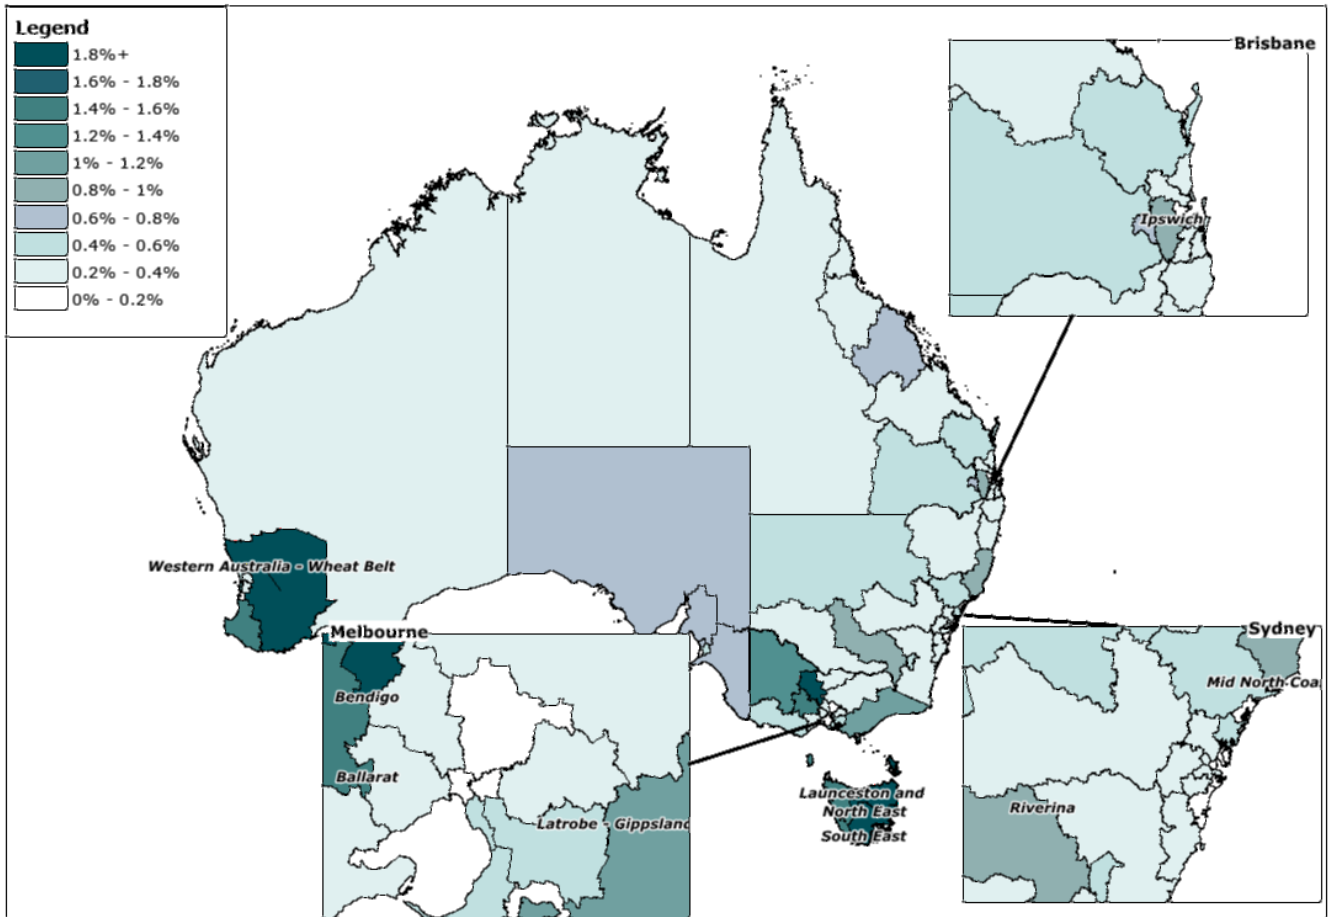 Legend
1.8%+
1.6% - 1.8%
1.4% - 1.6%
1.2% - 1.4%
1% - 1.2%
0.8% - 1%
0.6% - 0.8%
0.4% - 0.6%
0.2% - 0.4%
0% - 0.2%
Brisbane
Ipswich
Western Australia - Wheat Belt
Melbourne
Bendigo
Ballarat
Latrobe - Gippsland
Launceston and
North East
South East
Sydney
Mid North Coa
Riverina